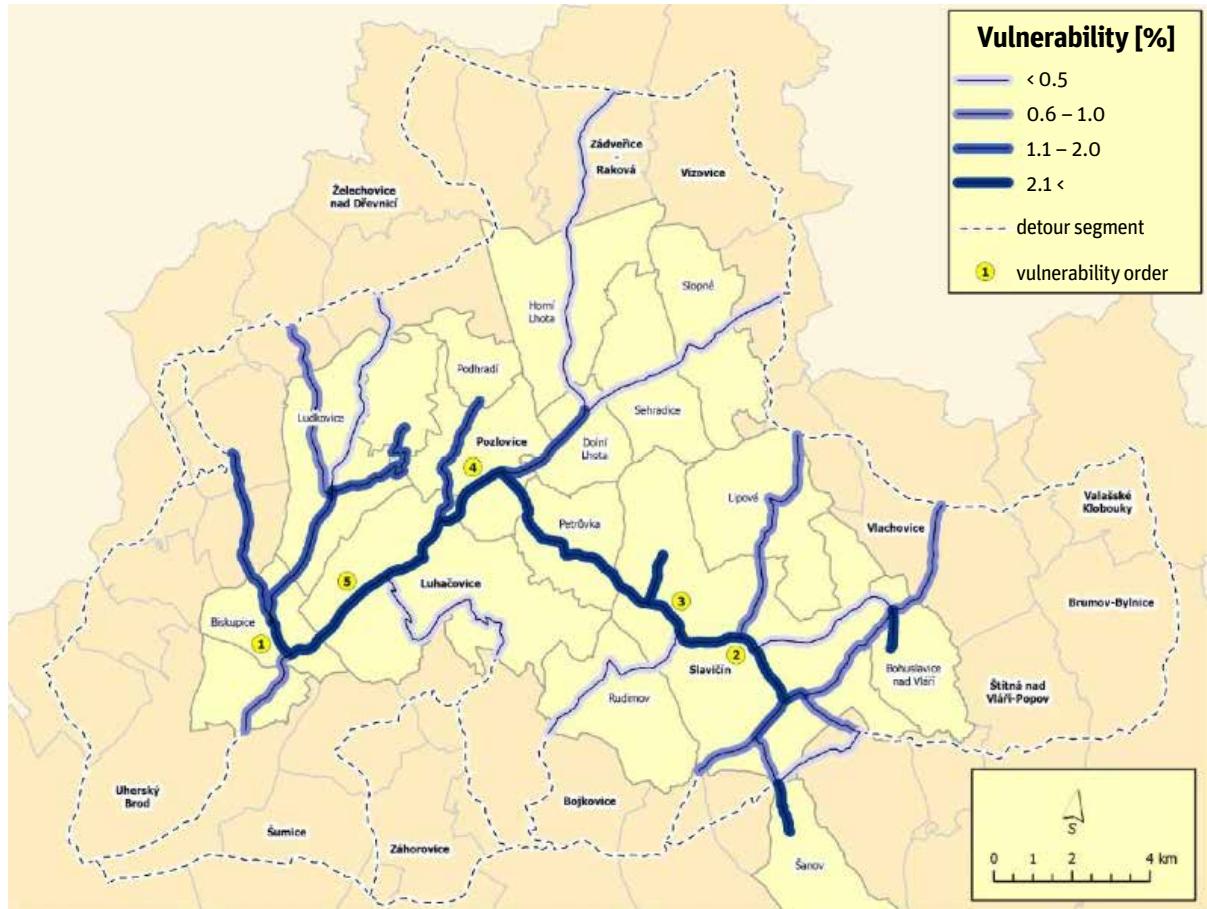 Vulnerability [%]
< 0.5
0.6 – 1.0
1.1 – 2.0
2.1 <
detour segment
1 vulnerability order
Zádveřice
-
Raková
Vizovice
Želechovice
nad Dřevnicí
Slopné
Horní
Lhota
Podhradí
Ludkovice
Sehradice
Pozlovice
Dolní
Lhota
4
Lipové
Valašské
Klobouky
Petrůvka
Vlachovice
5
Luhačovice
3
Brumov-Bylnice
Biskupice
1
2
Slavičín
Bohuslavice
nad Vláří
Rudimov
Štítná nad
Vláří-Popov
Uherský
Brod
Bojkovice
Šumice
Záhorovice
Šanov
S
0 1 2 4 km